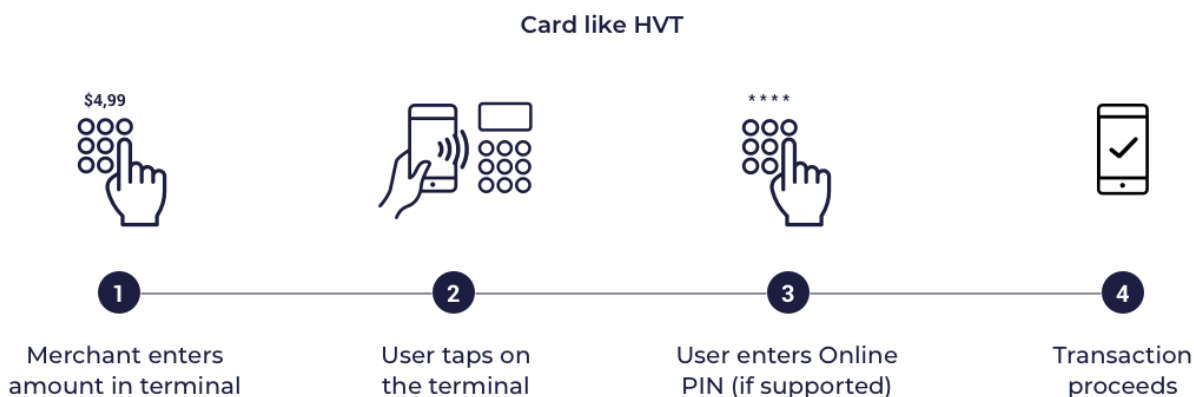 Card like HVT
$4,99
* * * *
1
2
3
4
Merchant enters
amount in terminal
User taps on
the terminal
User enters Online
PIN (if supported)
Transaction
proceeds